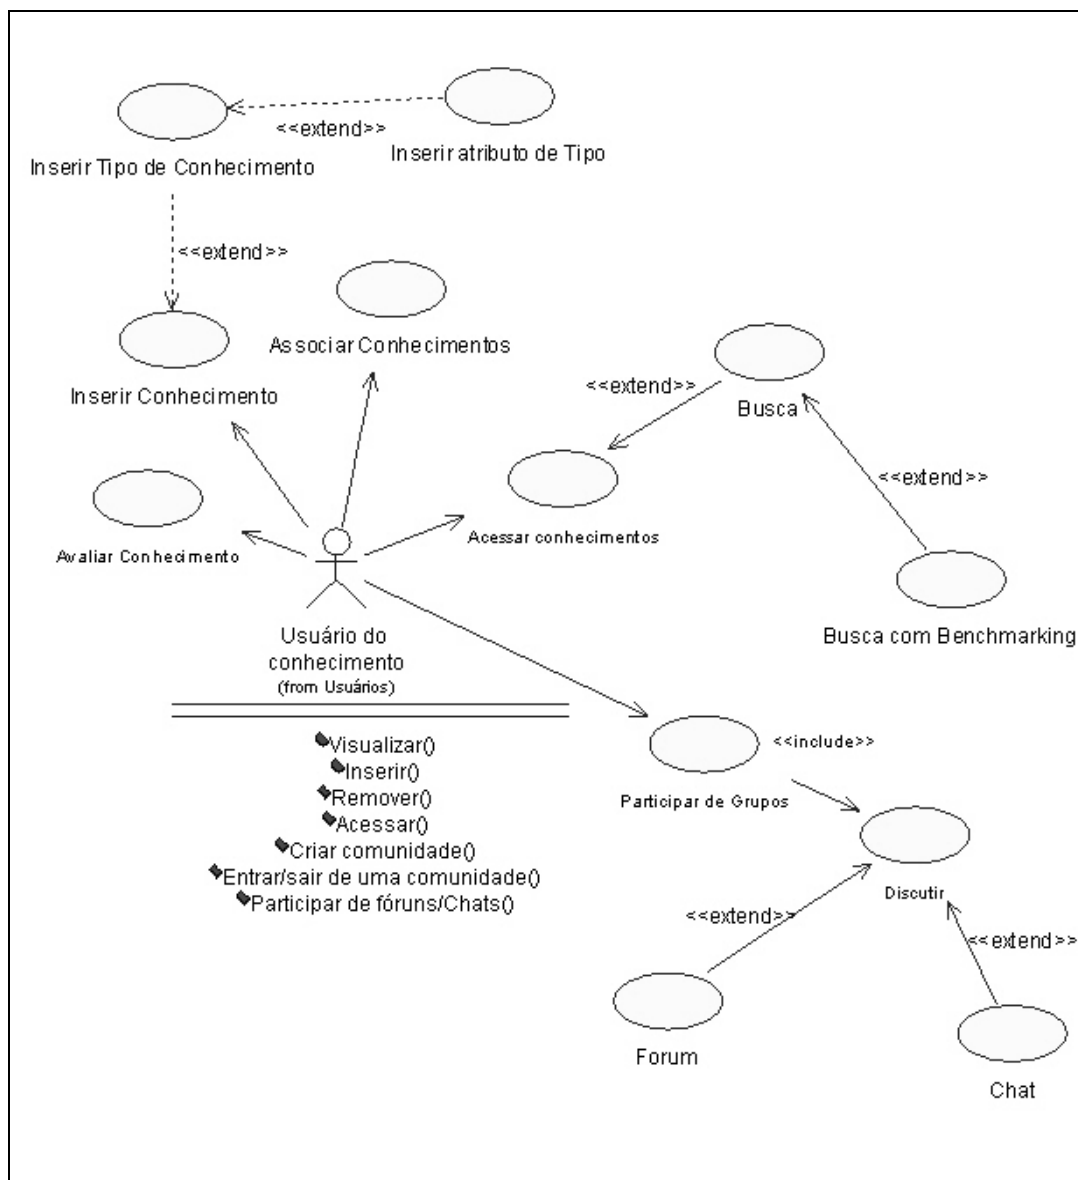 <<extend>>
Inserir Tipo de Conhecimento
Inserir atributo de Tipo
<<extend>>
Associar Conhecimentos
Inserir Conhecimento
<<extend>>
Busca
<<extend>>
Avaliar Conhecimento
Acessar conhecimentos
Busca com Benchmarking
Usuário do
conhecimento
(from Usuários)
Visualizar()
Inserir()
Remover()
Acessar()
Criar comunidade()
Entrar/sair de uma comunidade()
Participar de fóruns/Chats()
<<include>>
Participar de Grupos
Discutir
<<extend>>
<<extend>>
Forum
Chat